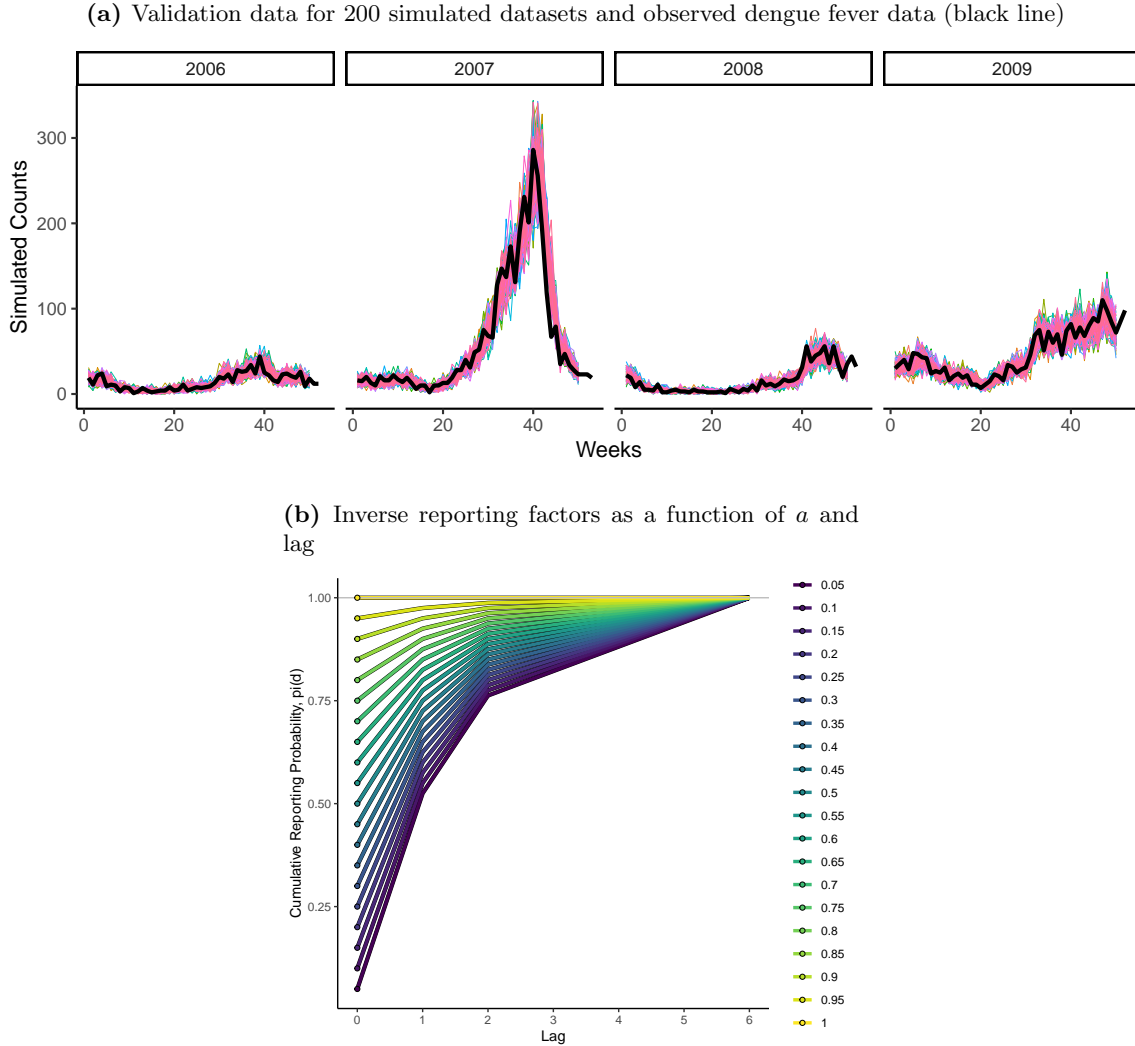 (a) Validation data for 200 simulated datasets and observed dengue fever data (black line)
2006 2007 2008 2009
300
200
100
0
Simulated Counts
0 20 40 0 20 40 0 20 40 0 20 40
Weeks
(b) Inverse reporting factors as a function of a and
lag
1.00
0.75
0.50
0.25
Cumulative Reporting Probability, pi(d)
0 1 2 3 4 5 6
Lag
0.05
0.1
0.15
0.2
0.25
0.3
0.35
0.4
0.45
0.5
0.55
0.6
0.65
0.7
0.75
0.8
0.85
0.9
0.95
1